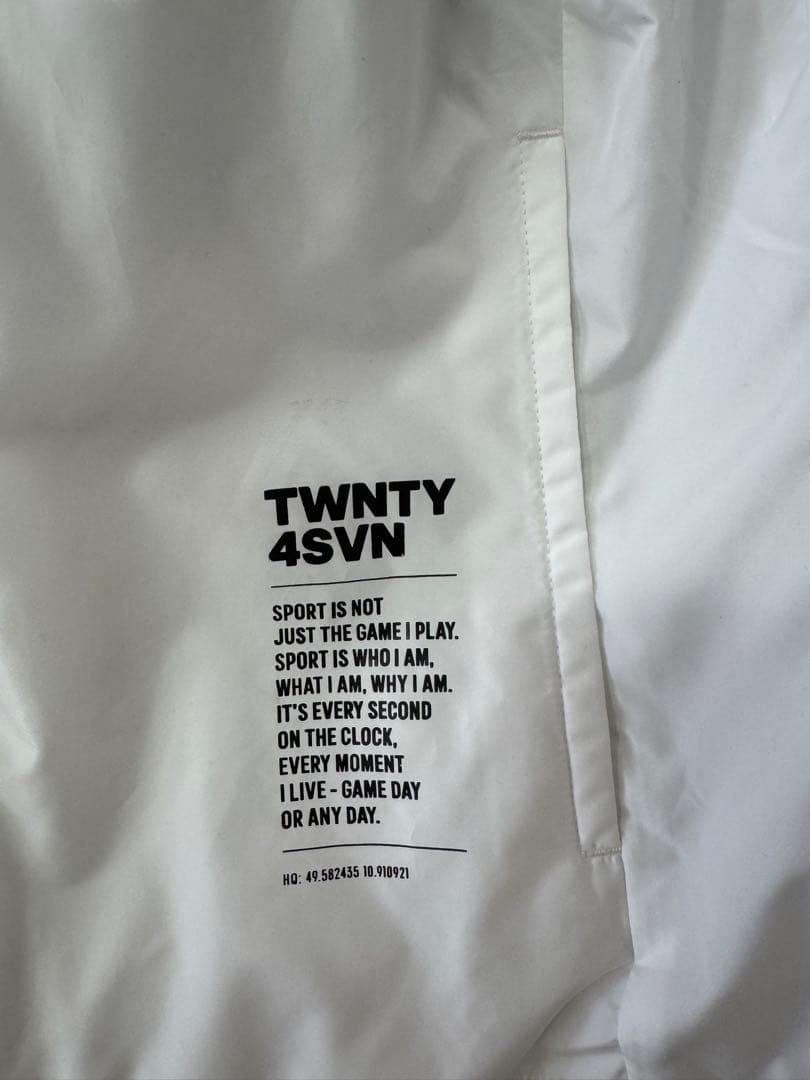 TWNTY
4SVN
SPORT IS NOT
JUST THE GAME I PLAY.
SPORT IS WHO I AM,
WHAT I AM, WHY I AM.
IT'S EVERY SECOND
ON THE CLOCK,
EVERY MOMENT
I LIVE - GAME DAY
OR ANY DAY.
HQ: 49.582435 10.910921